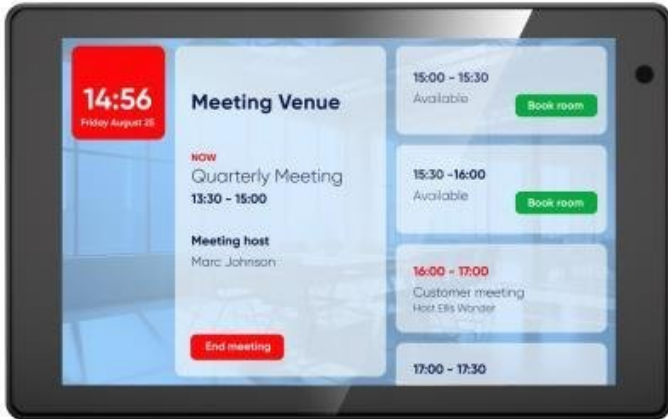 14:56
Friday August 25
Meeting Venue
NOW
Quarterly Meeting
13:30 - 15:00
Meeting host
Marc Johnson
End meeting
15:00 - 15:30
Available
Book room
15:30 -16:00
Available
Book room
16:00 - 17:00
Customer meeting
Host Ellis Wonder
17:00 - 17:30